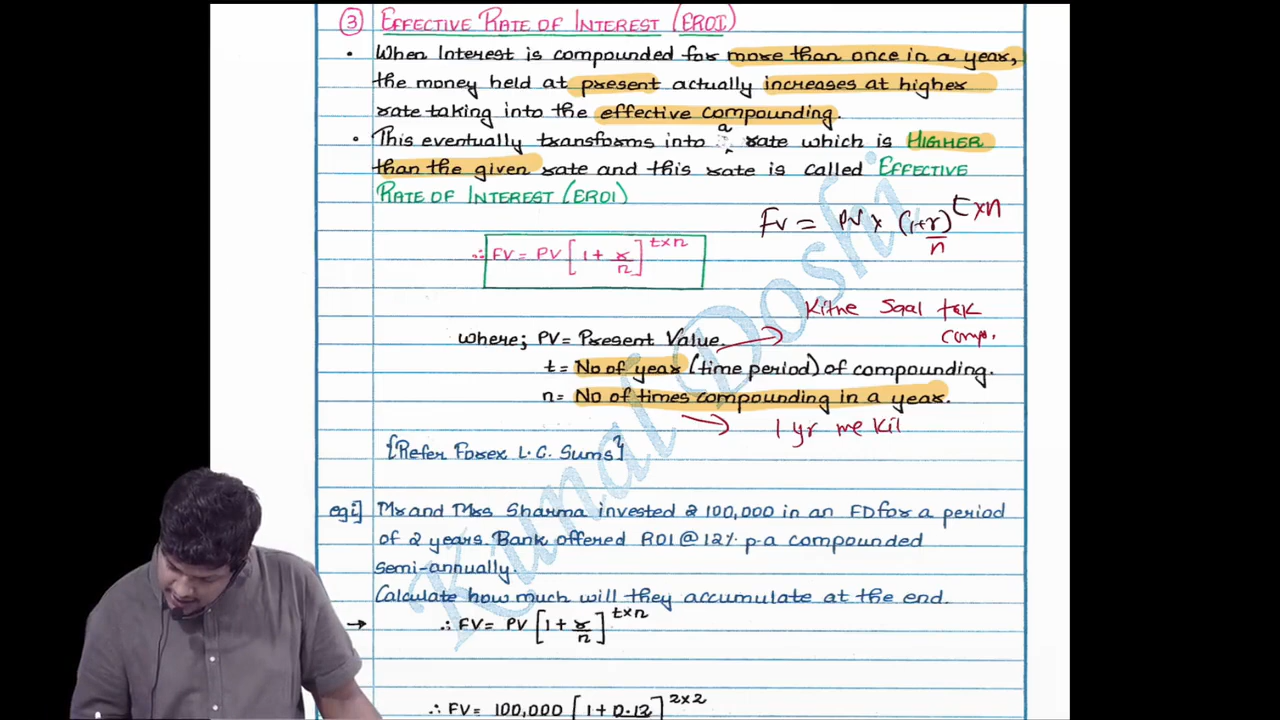 ③ EFFECTIVE RATE OF INTEREST (EROI)
• When Interest is compounded for more than once in a year,
the money held at present actually increases at higher
rate taking into the effective compounding.
• This eventually transforms into a rate which is HIGHER
than the given rate and this rate is called EFFECTIVE
RATE OF INTEREST (EROI)
FV = PV × (1+r)/n ^ t×n
∴ FV = PV [1 + r/n]^t×n
Kitne Saal tak
comp.
where; PV = Present Value.
t = No of year (time period) of compounding.
n = No of times compounding in a year.
1 yr me Kit
{Refer Forex L.C. Sums}
eg i] Mr and Mrs Sharma invested ₹ 100,000 in an FD for a period
of 2 years. Bank offered ROI @ 12% p.a compounded
semi-annually.
Calculate how much will they accumulate at the end.
→ ∴ FV = PV [1 + r/n]^t×n
∴ FV = 100,000 [1 + 0.12]^2×2
Kunal Doshi